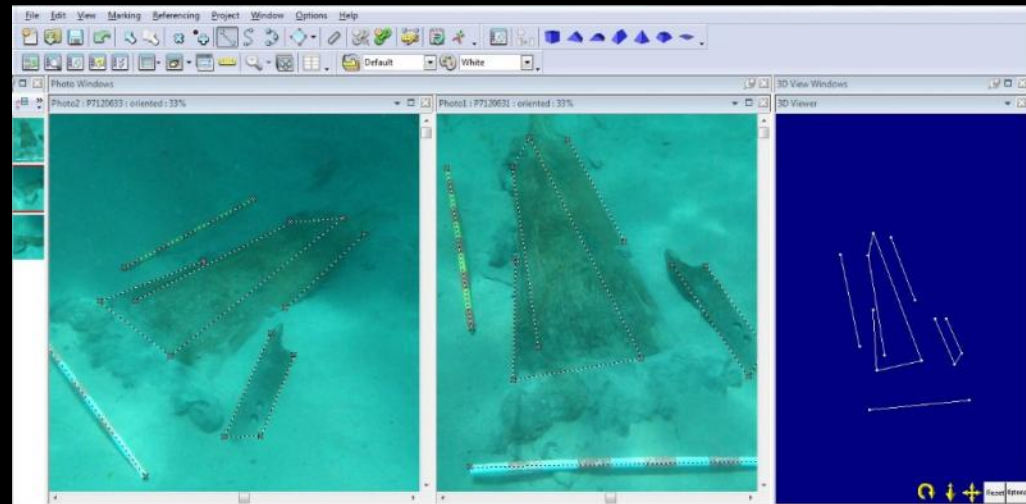 File Edit View Marking Referencing Project Window Options Help
Default White
Photo Windows
3D View Windows
Photo2 : P7120633 : oriented : 33%
Photo1 : P7120631 : oriented : 33%
3D Viewer
Reset